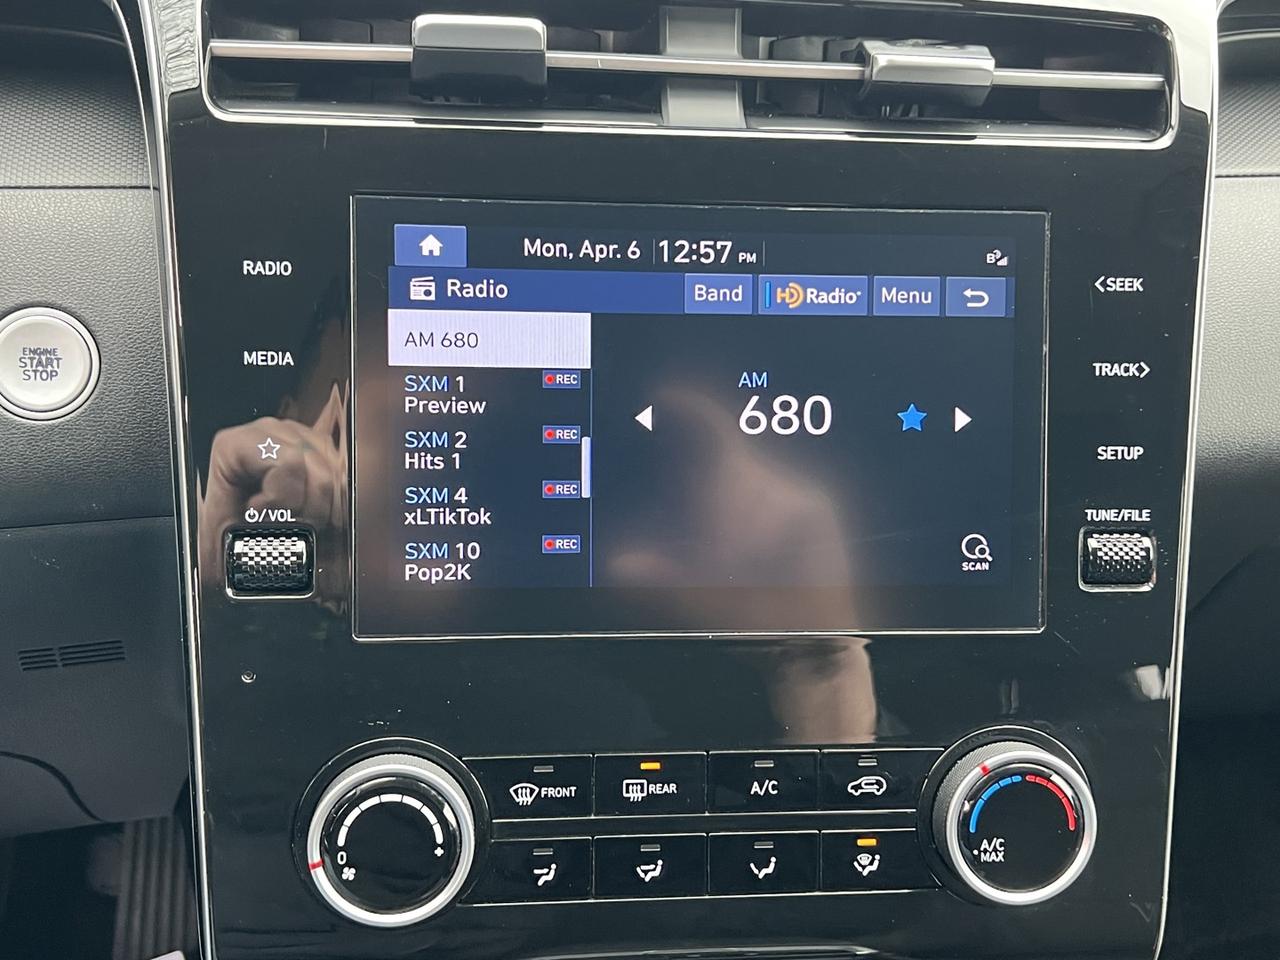 Mon, Apr. 6 12:57 PM
B
Radio Band HD Radio Menu
AM 680
SXM 1 REC
Preview
SXM 2 REC
Hits 1
SXM 4 REC
xLTikTok
SXM 10 REC
Pop2K
AM
680
SCAN
RADIO
MEDIA
VOL
SEEK
TRACK
SETUP
TUNE/FILE
ENGINE
START
STOP
FRONT
REAR
A/C
0
+
A/C
MAX